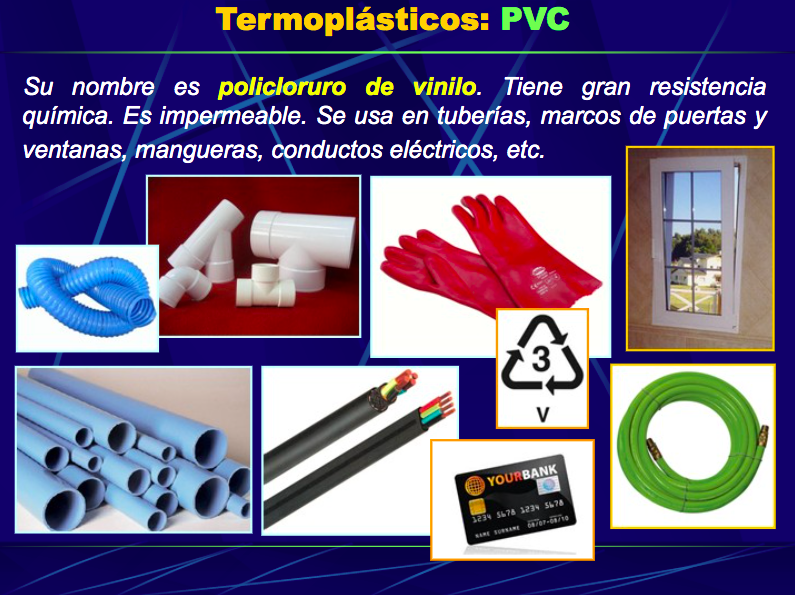 Termoplásticos: PVC
Su nombre es policloruro de vinilo. Tiene gran resistencia
química. Es impermeable. Se usa en tuberías, marcos de puertas y
ventanas, mangueras, conductos eléctricos, etc.
3
V
YOURBANK
1234 5678 1234 5678
08/07-08/10
NAME SURNAME